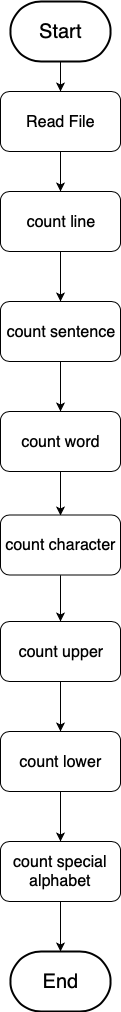 Start
Read File
count line
count sentence
count word
count character
count upper
count lower
count special
alphabet
End